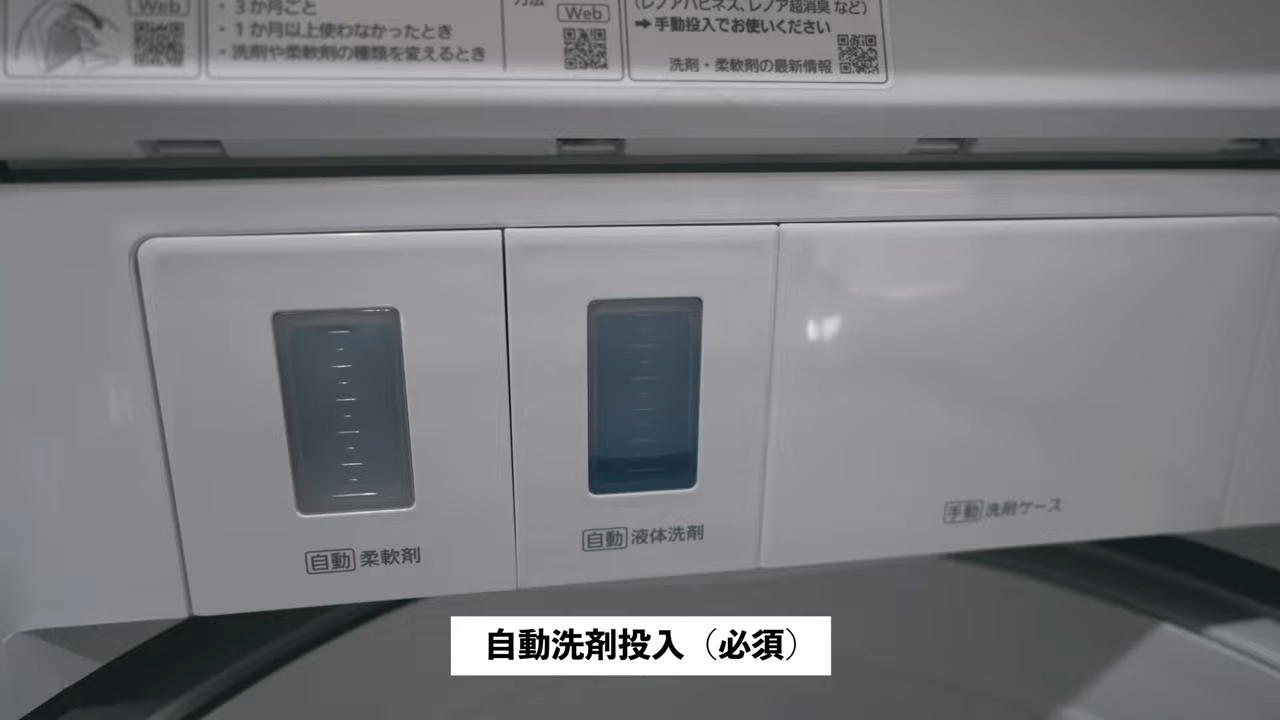 Web
・3か月ごと
・1か月以上使わなかったとき
・洗剤や柔軟剤の種類を変えるとき
方法
Web
(レノアハピネス、レノア超消臭 など)
➡手動投入でお使いください
洗剤・柔軟剤の最新情報
自動 柔軟剤
自動 液体洗剤
手動 洗剤ケース
自動洗剤投入（必須）